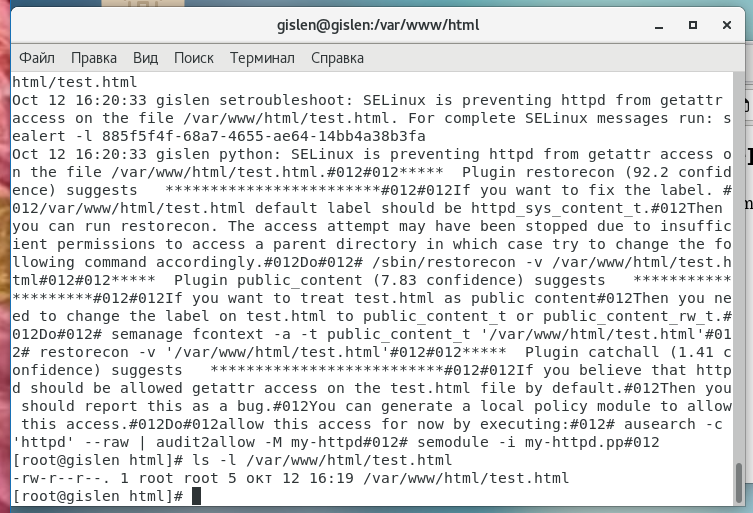 gislen@gislen:/var/www/html
Файл Правка Вид Поиск Терминал Справка
html/test.html
Oct 12 16:20:33 gislen setroubleshoot: SELinux is preventing httpd from getattr
access on the file /var/www/html/test.html. For complete SELinux messages run: s
ealert -l 885f5f4f-68a7-4655-ae64-14bb4a38b3fa
Oct 12 16:20:33 gislen python: SELinux is preventing httpd from getattr access o
n the file /var/www/html/test.html.#012#012*****  Plugin restorecon (92.2 confid
ence) suggests   ************************#012#012If you want to fix the label. #
012/var/www/html/test.html default label should be httpd_sys_content_t.#012Then
you can run restorecon. The access attempt may have been stopped due to insuffic
ient permissions to access a parent directory in which case try to change the fo
llowing command accordingly.#012Do#012# /sbin/restorecon -v /var/www/html/test.h
tml#012#012*****  Plugin public_content (7.83 confidence) suggests   ***********
*********#012#012If you want to treat test.html as public content#012Then you ne
ed to change the label on test.html to public_content_t or public_content_rw_t.#
012Do#012# semanage fcontext -a -t public_content_t '/var/www/html/test.html'#01
2# restorecon -v '/var/www/html/test.html'#012#012*****  Plugin catchall (1.41 c
onfidence) suggests   **************************#012#012If you believe that http
d should be allowed getattr access on the test.html file by default.#012Then you
 should report this as a bug.#012You can generate a local policy module to allow
 this access.#012Do#012allow this access for now by executing:#012# ausearch -c
'httpd' --raw | audit2allow -M my-httpd#012# semodule -i my-httpd.pp#012
[root@gislen html]# ls -l /var/www/html/test.html
-rw-r--r--. 1 root root 5 окт 12 16:19 /var/www/html/test.html
[root@gislen html]#